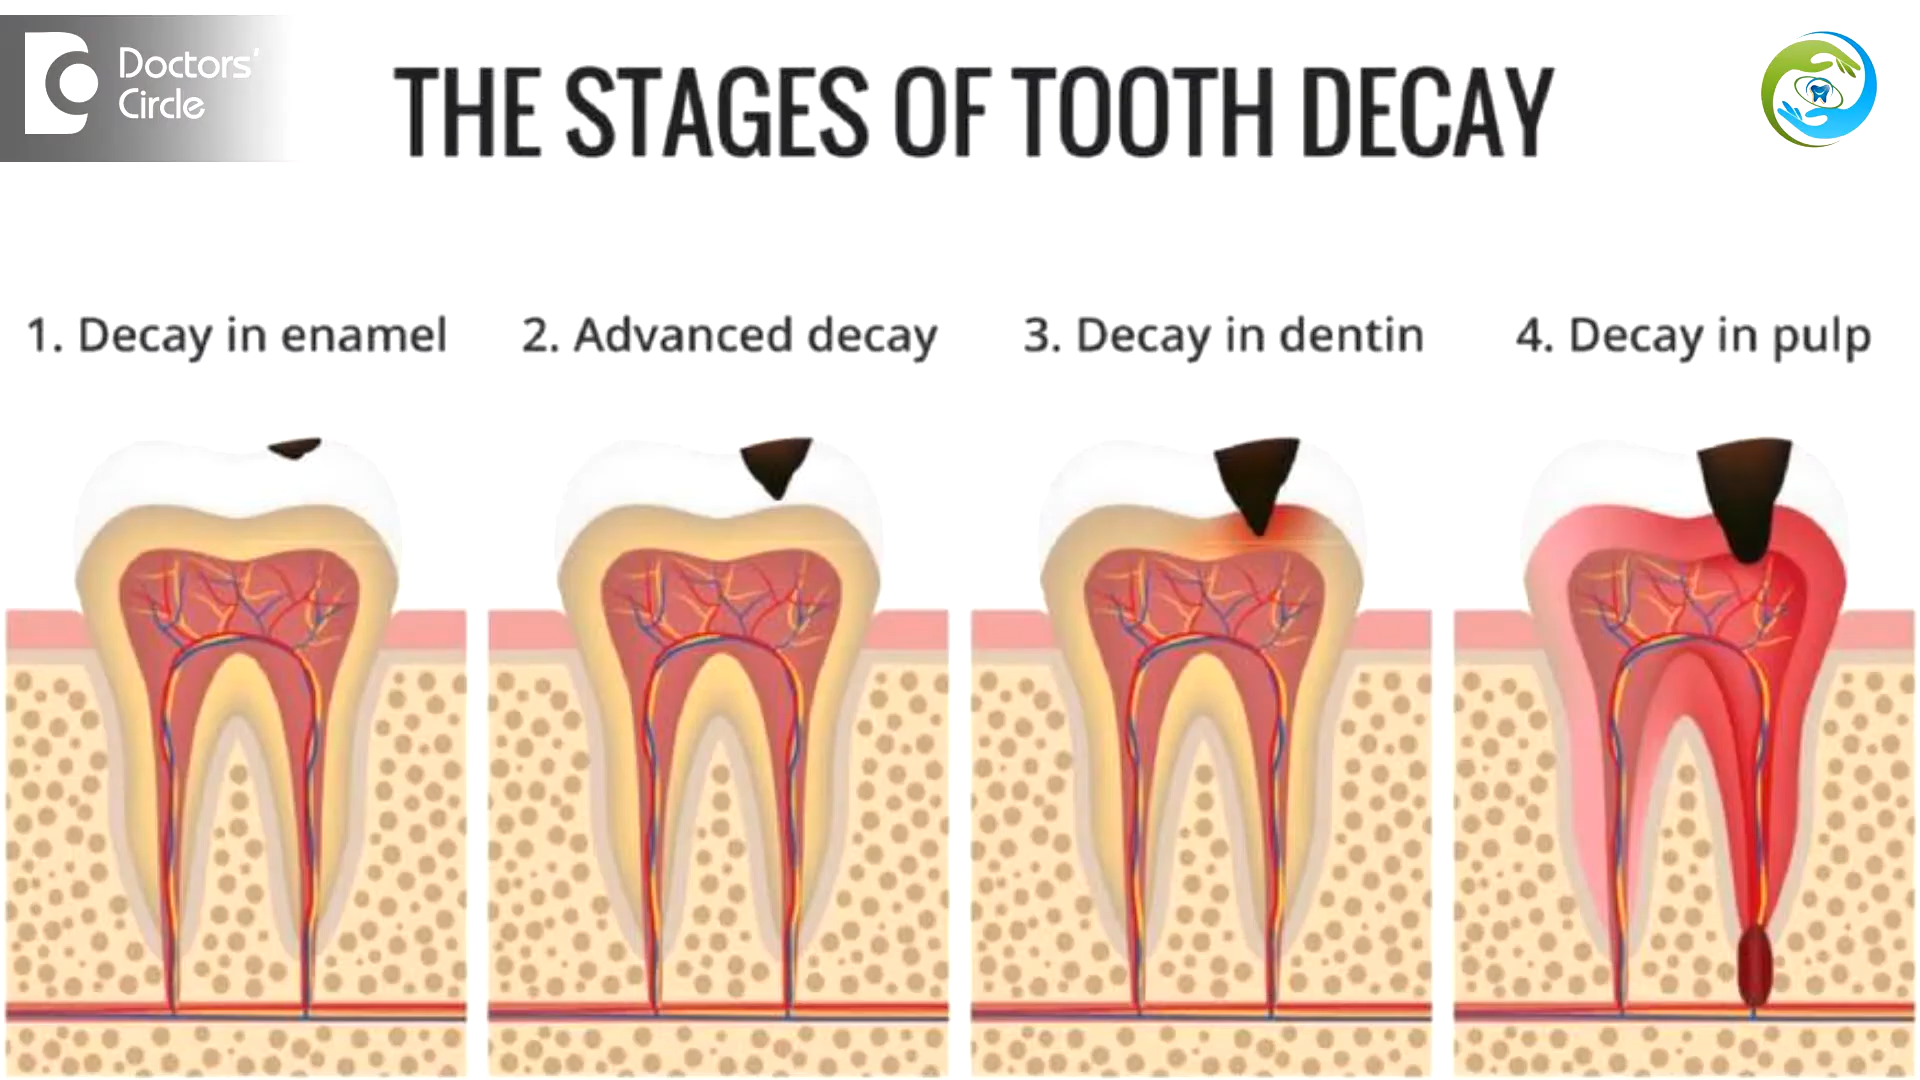 Doctors'
Circle
THE STAGES OF TOOTH DECAY
1. Decay in enamel
2. Advanced decay
3. Decay in dentin
4. Decay in pulp